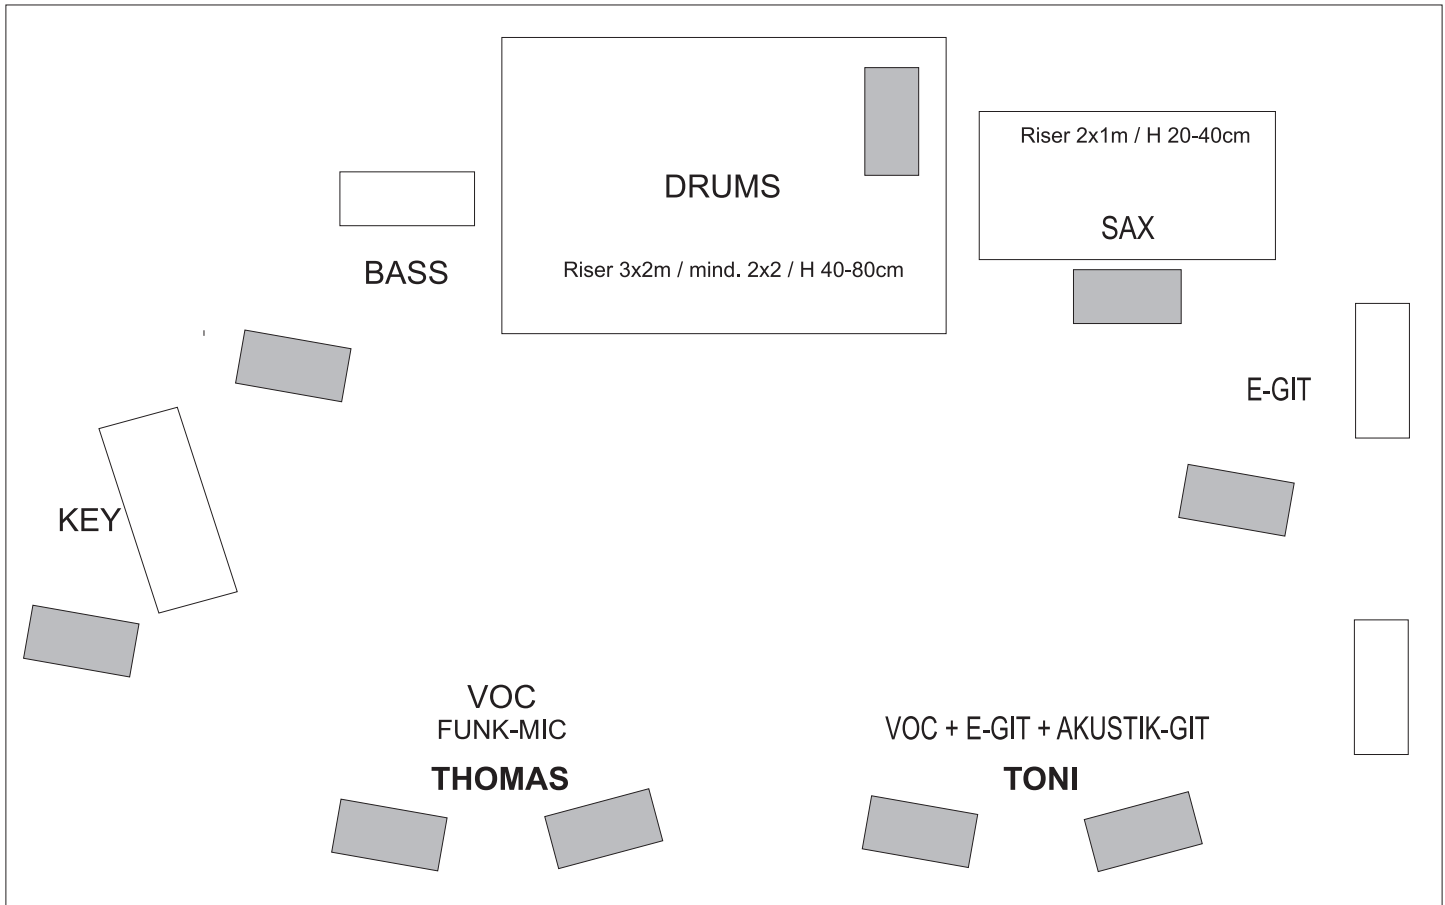 Riser 2x1m / H 20-40cm
DRUMS
SAX
BASS
Riser 3x2m / mind. 2x2 / H 40-80cm
E-GIT
KEY
VOC
FUNK-MIC
THOMAS
VOC + E-GIT + AKUSTIK-GIT
TONI